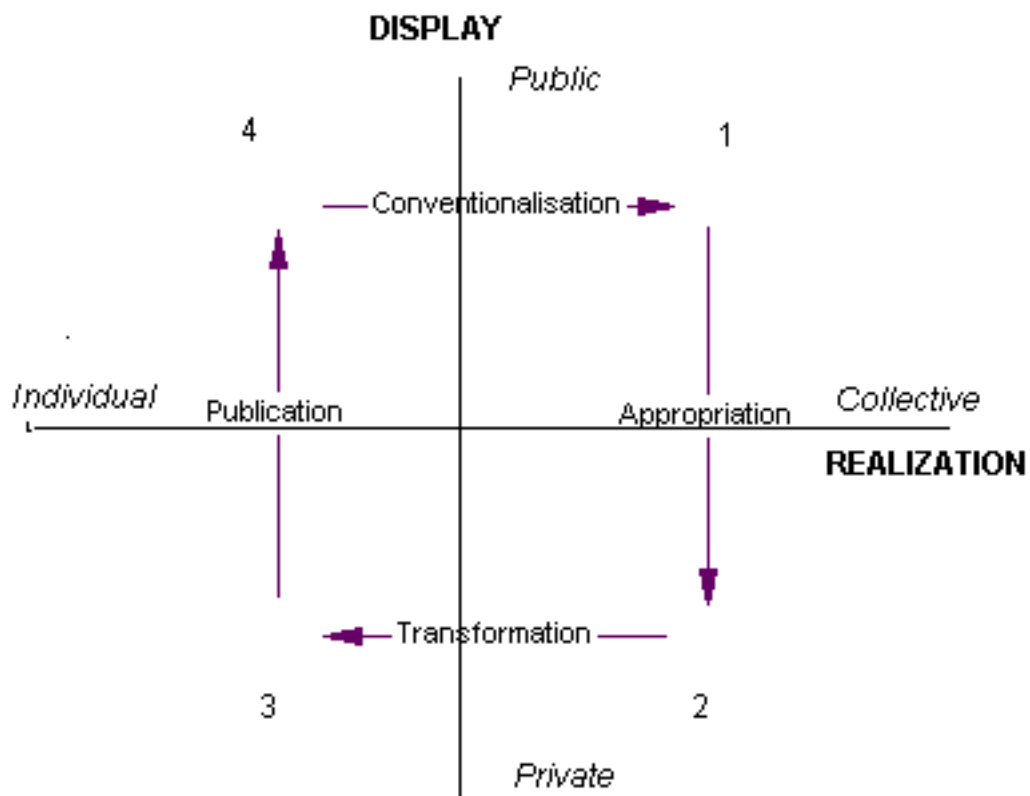 DISPLAY
Public
4
1
Conventionalisation
Individual
Publication
Appropriation
Collective
REALIZATION
Transformation
3
2
Private